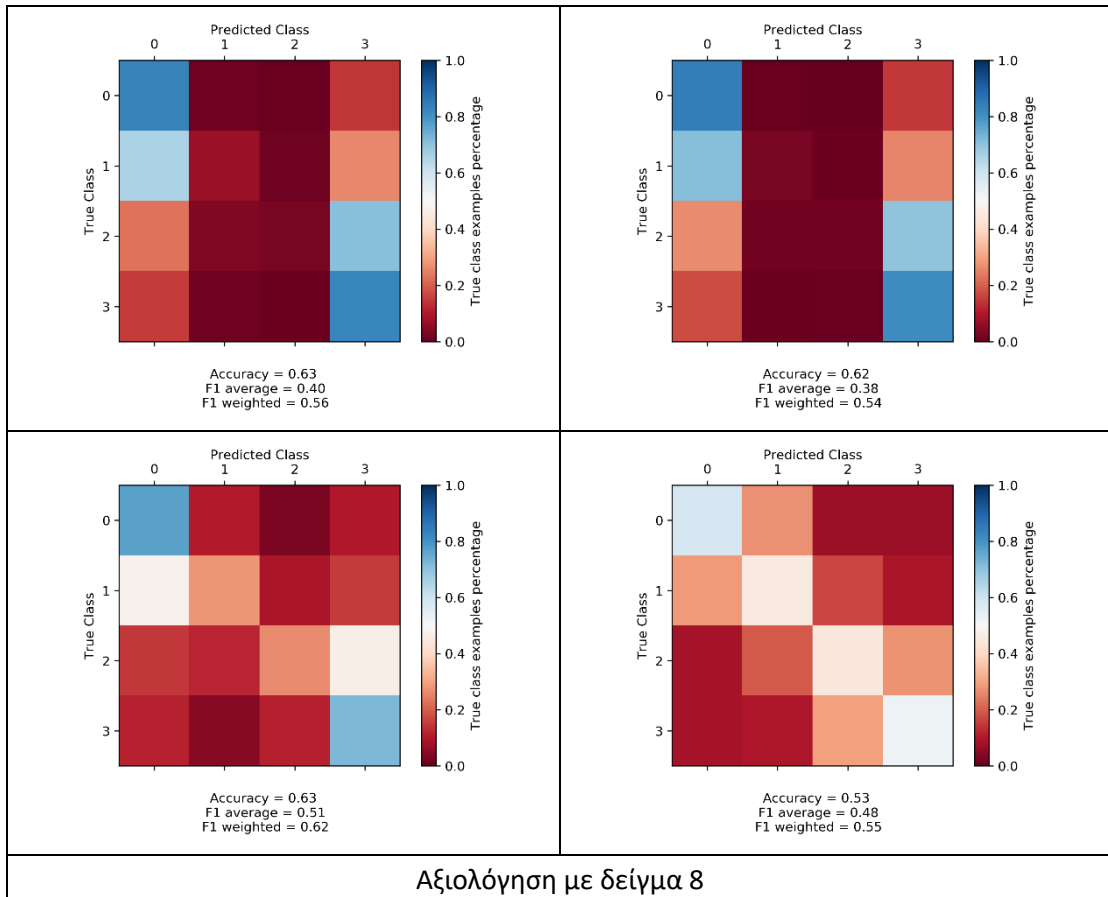 Predicted Class
0 1 2 3
True Class
0
1
2
3
1.0
0.8
0.6
0.4
0.2
0.0
True class examples percentage
Accuracy = 0.63
F1 average = 0.40
F1 weighted = 0.56
Predicted Class
0 1 2 3
True Class
0
1
2
3
1.0
0.8
0.6
0.4
0.2
0.0
True class examples percentage
Accuracy = 0.62
F1 average = 0.38
F1 weighted = 0.54
Predicted Class
0 1 2 3
True Class
0
1
2
3
1.0
0.8
0.6
0.4
0.2
0.0
True class examples percentage
Accuracy = 0.63
F1 average = 0.51
F1 weighted = 0.62
Predicted Class
0 1 2 3
True Class
0
1
2
3
1.0
0.8
0.6
0.4
0.2
0.0
True class examples percentage
Accuracy = 0.53
F1 average = 0.48
F1 weighted = 0.55
Αξιολόγηση με δείγμα 8